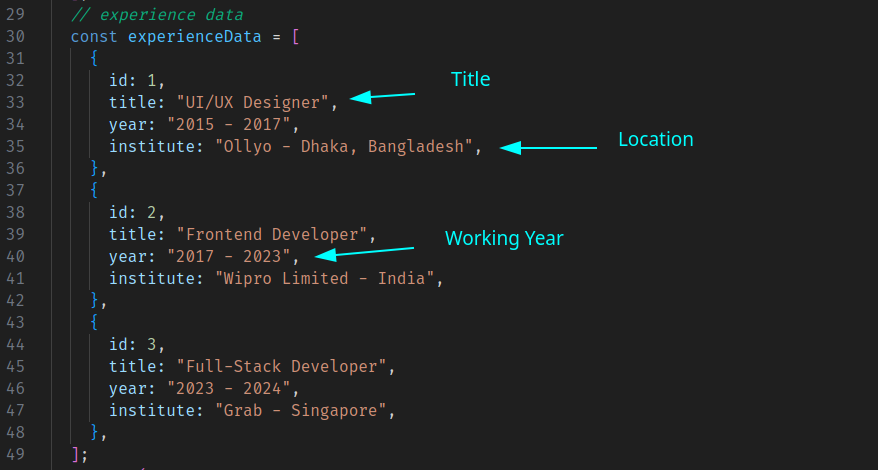 29 // experience data
30 const experienceData = [
31 {
32 id: 1,
Title
33 title: "UI/UX Designer",
34 year: "2015 - 2017",
35 institute: "Ollyo - Dhaka, Bangladesh",
Location
36 },
37 {
38 id: 2,
39 title: "Frontend Developer",
Working Year
40 year: "2017 - 2023",
41 institute: "Wipro Limited - India",
42 },
43 {
44 id: 3,
45 title: "Full-Stack Developer",
46 year: "2023 - 2024",
47 institute: "Grab - Singapore",
48 },
49 ];